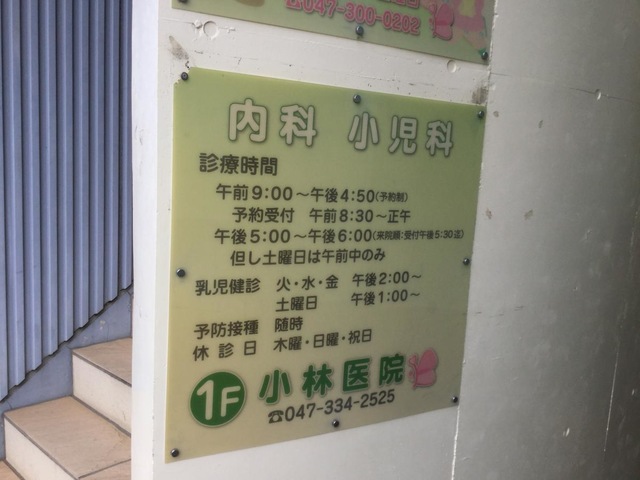 ☎047-300-0202
内科 小児科
診療時間
午前9:00～午後4:50(予約制)
予約受付 午前8:30～正午
午後5:00～午後6:00(来院順:受付午後5:30迄)
但し土曜日は午前中のみ
乳児健診 火・水・金 午後2:00～
土曜日 午後1:00～
予防接種 随時
休診日 木曜・日曜・祝日
1F 小林医院
☎047-334-2525